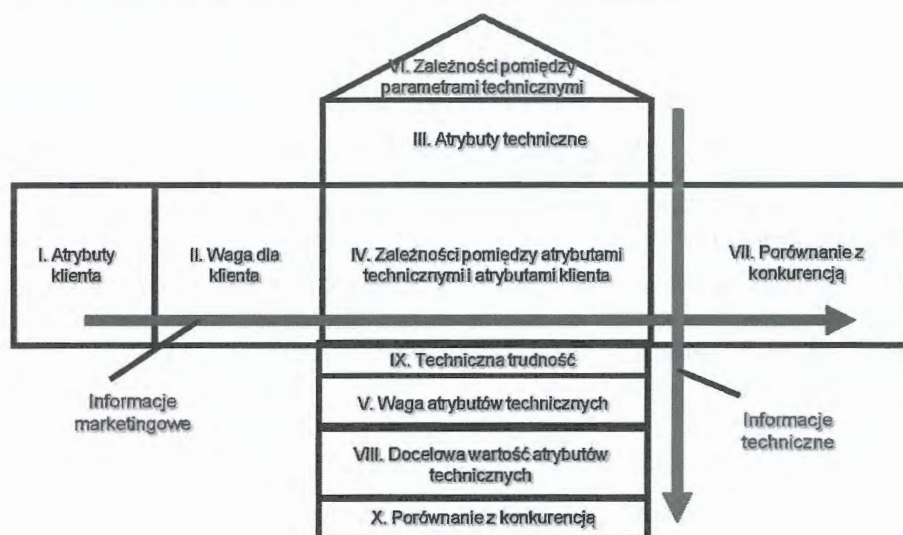 VI. Zależności pomiędzy
parametrami technicznymi
III. Atrybuty techniczne
I. Atrybuty
klienta
II. Waga dla
klienta
IV. Zależności pomiędzy atrybutami
technicznymi i atrybutami klienta
VII. Porównanie z
konkurencją
IX. Techniczna trudność
V. Waga atrybutów technicznych
VIII. Docelowa wartość atrybutów
technicznych
X. Porównanie z konkurencją
Informacje
marketingowe
Informacje
techniczne